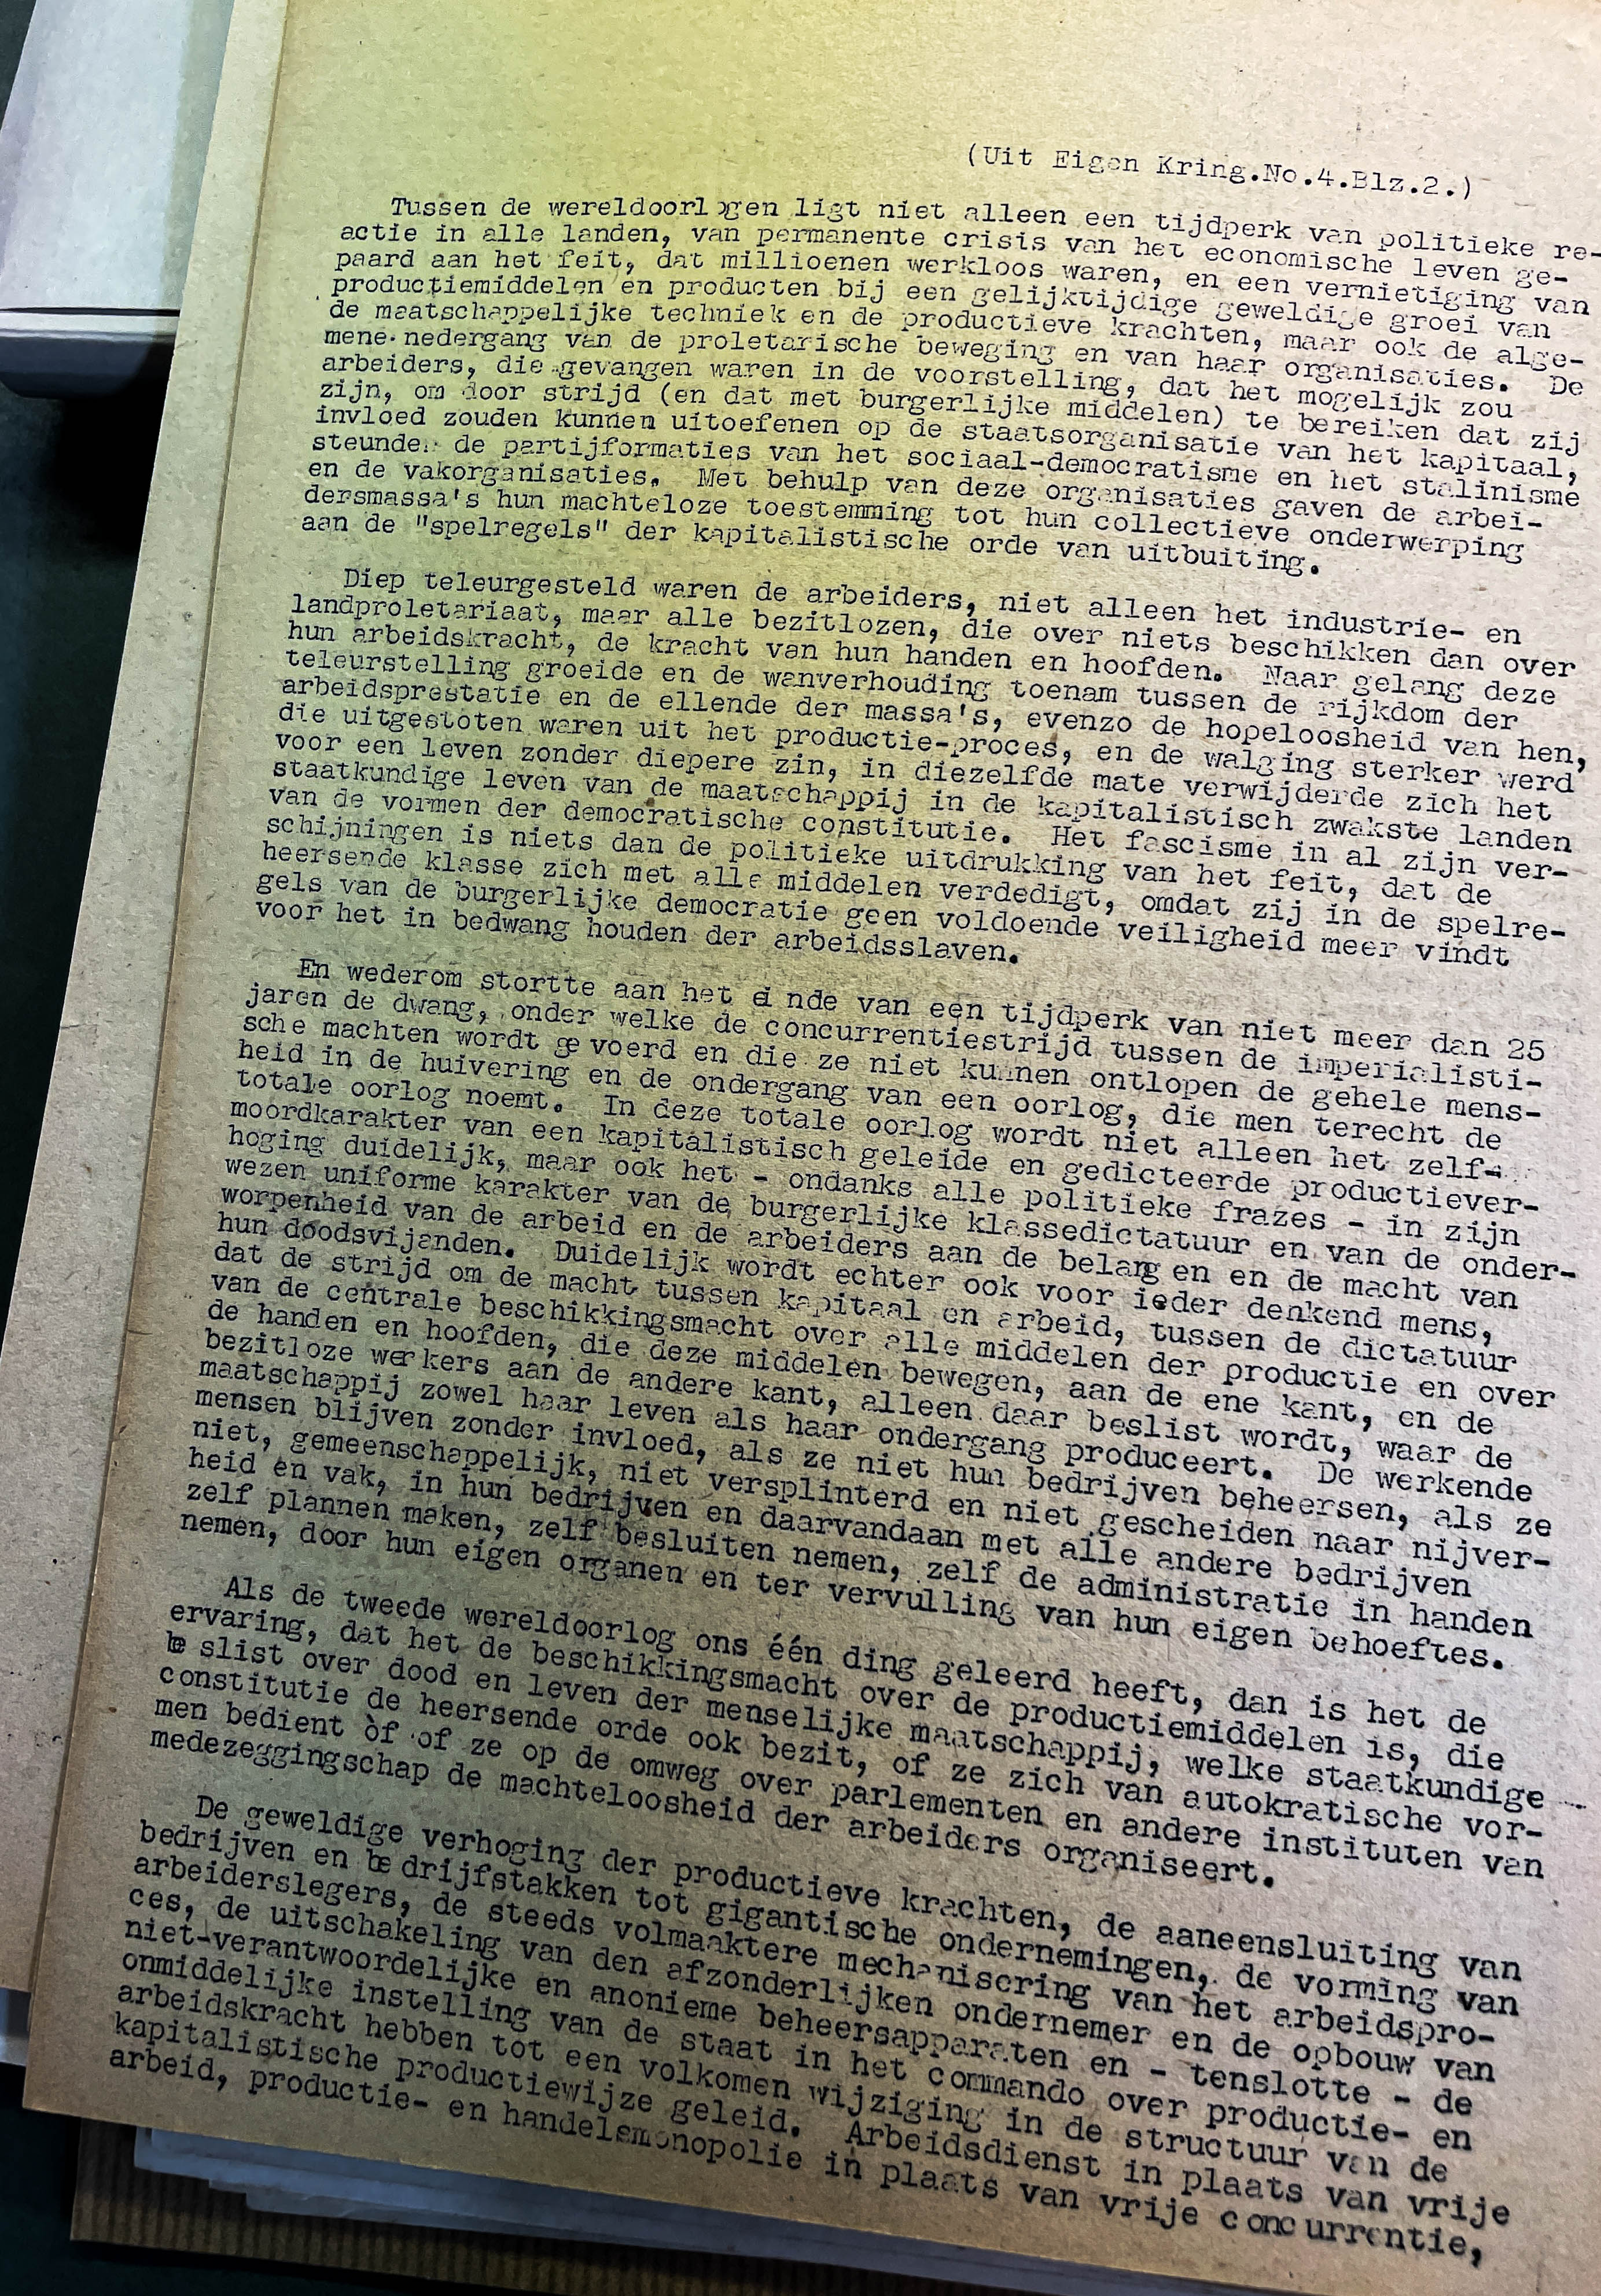 (Uit Eigen Kring.No.4.Blz.2.)
Tussen de wereldoorlogen ligt niet alleen een tijdperk van politieke re-
actie in alle landen, van permanente crisis van het economische leven ge-
paard aan het feit, dat millioenen werkloos waren, en een vernietiging van
productiemiddelen en producten bij een gelijktijdige geweldige groei van
de maatschappelijke techniek en de productieve krachten, maar ook de alge-
mene nedergang van de proletarische beweging en van haar organisaties. De
arbeiders, die gevangen waren in de voorstelling, dat het mogelijk zou
zijn, om door strijd (en dat met burgerlijke middelen) te bereiken dat zij
invloed zouden kunnen uitoefenen op de staatsorganisatie van het kapitaal,
steunden de partijformaties van het sociaal-democratisme en het stalinisme
en de vakorganisaties. Met behulp van deze organisaties gaven de arbei-
dersmassa's hun machteloze toestemming tot hun collectieve onderwerping
aan de "spelregels" der kapitalistische orde van uitbuiting.
Diep teleurgesteld waren de arbeiders, niet alleen het industrie- en
landproletariaat, maar alle bezitlozen, die over niets beschikken dan over
hun arbeidskracht, de kracht van hun handen en hoofden. Naar gelang deze
teleurstelling groeide en de wanverhouding toenam tussen de rijkdom der
arbeidsprestatie en de ellende der massa's, evenzo de hopeloosheid van hen,
die uitgestoten waren uit het productie-proces, en de walging sterker werd
voor een leven zonder diepere zin, in diezelfde mate verwijderde zich het
staatkundige leven van de maatschappij in de kapitalistisch zwakste landen
van de vormen der democratische constitutie. Het fascisme in al zijn ver-
schijningen is niets dan de politieke uitdrukking van het feit, dat de
heersende klasse zich met alle middelen verdedigt, omdat zij in de spelre-
gels van de burgerlijke democratie geen voldoende veiligheid meer vindt
voor het in bedwang houden der arbeidsslaven.
En wederom stortte aan het einde van een tijdperk van niet meer dan 25
jaren de dwang, onder welke de concurrentiestrijd tussen de imperialisti-
sche machten wordt gevoerd en die ze niet kunnen ontlopen de gehele mens-
heid in de huivering en de ondergang van een oorlog, die men terecht de
totale oorlog noemt. In deze totale oorlog wordt niet alleen het zelf-
moordkarakter van een kapitalistisch geleide en gedicteerde productiever-
hoging duidelijk, maar ook het - ondanks alle politieke frazes - in zijn
wezen uniforme karakter van de burgerlijke klassedictatuur en van de onder-
worpenheid van de arbeid en de arbeiders aan de belangen en de macht van
hun doodsvijanden. Duidelijk wordt echter ook voor ieder denkend mens,
dat de strijd om de macht tussen kapitaal en arbeid, tussen de dictatuur
van de centrale beschikkingsmacht over alle middelen der productie en over
de handen en hoofden, die deze middelen bewegen, aan de ene kant, en de
bezitloze werkers aan de andere kant, alleen daar beslist wordt, waar de
maatschappij zowel haar leven als haar ondergang produceert. De werkende
mensen blijven zonder invloed, als ze niet hun bedrijven beheersen, als ze
niet, gemeenschappelijk, niet versplinterd en niet gescheiden naar nijver-
heid en vak, in hun bedrijven en daarvandaan met alle andere bedrijven
zelf plannen maken, zelf besluiten nemen, zelf de administratie in handen
nemen, door hun eigen organen en ter vervulling van hun eigen behoeftes.
Als de tweede wereldoorlog ons één ding geleerd heeft, dan is het de
ervaring, dat het de beschikkingsmacht over de productiemiddelen is, die
beslist over dood en leven der menselijke maatschappij, welke staatkundige
constitutie de heersende orde ook bezit, of ze zich van autokratische vor-
men bedient òf of ze op de omweg over parlementen en andere instituten van
medezeggingschap de machteloosheid der arbeiders organiseert.
De geweldige verhoging der productieve krachten, de aaneensluiting van
bedrijven en bedrijfstakken tot gigantische ondernemingen, de vorming van
arbeiderslegers, de steeds volmaaktere mechanisering van het arbeidspro-
ces, de uitschakeling van den afzonderlijken ondernemer en de opbouw van
niet-verantwoordelijke en anonieme beheersapparaten en - tenslotte - de
onmiddelijke instelling van de staat in het commando over productie- en
arbeidskracht hebben tot een volkomen wijziging in de structuur van de
kapitalistische productiewijze geleid. Arbeidsdienst in plaats van vrije
arbeid, productie- en handelsmonopolie in plaats van vrije concurrentie,